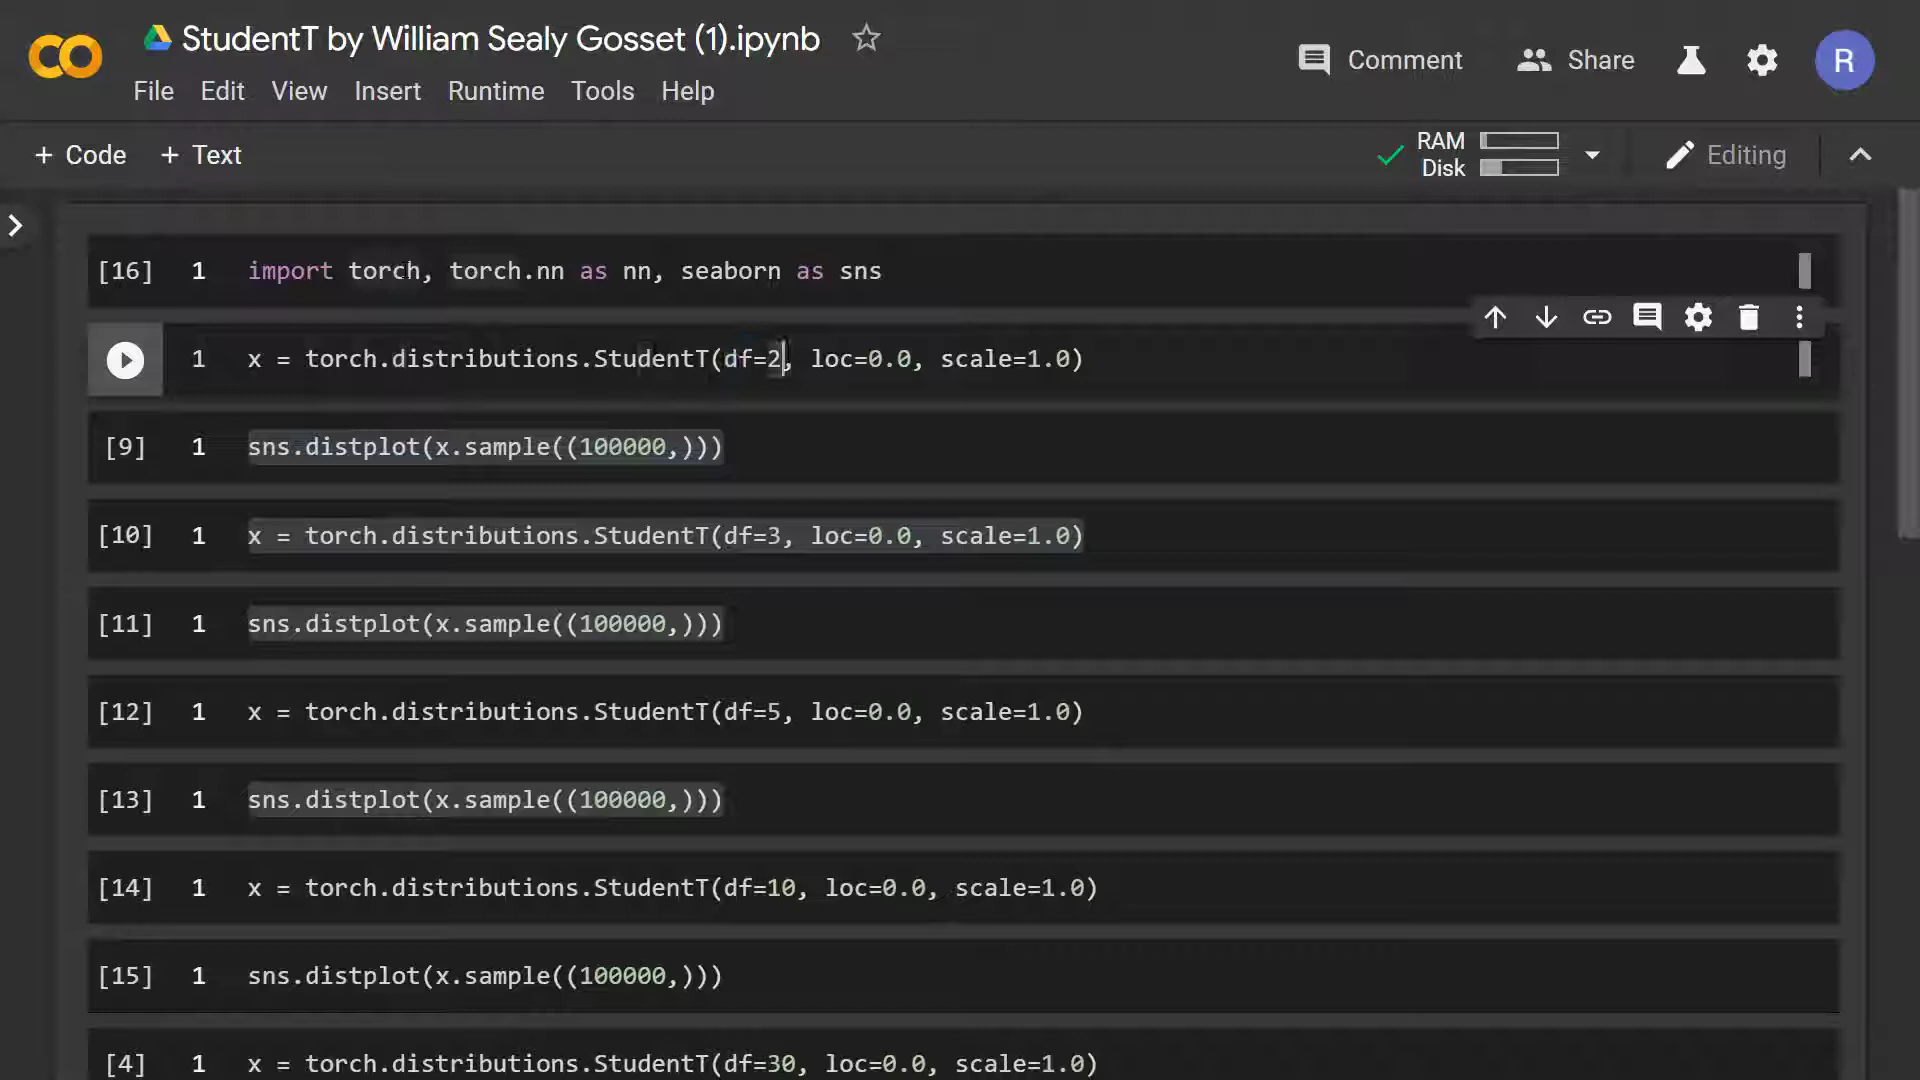 StudentT by William Sealy Gosset (1).ipynb
Comment
Share
R
File Edit View Insert Runtime Tools Help
+ Code + Text
RAM
Disk
Editing
[16] 1 import torch, torch.nn as nn, seaborn as sns
1 x = torch.distributions.StudentT(df=2, loc=0.0, scale=1.0)
[9] 1 sns.distplot(x.sample((100000,)))
[10] 1 x = torch.distributions.StudentT(df=3, loc=0.0, scale=1.0)
[11] 1 sns.distplot(x.sample((100000,)))
[12] 1 x = torch.distributions.StudentT(df=5, loc=0.0, scale=1.0)
[13] 1 sns.distplot(x.sample((100000,)))
[14] 1 x = torch.distributions.StudentT(df=10, loc=0.0, scale=1.0)
[15] 1 sns.distplot(x.sample((100000,)))
[4] 1 x = torch.distributions.StudentT(df=30, loc=0.0, scale=1.0)